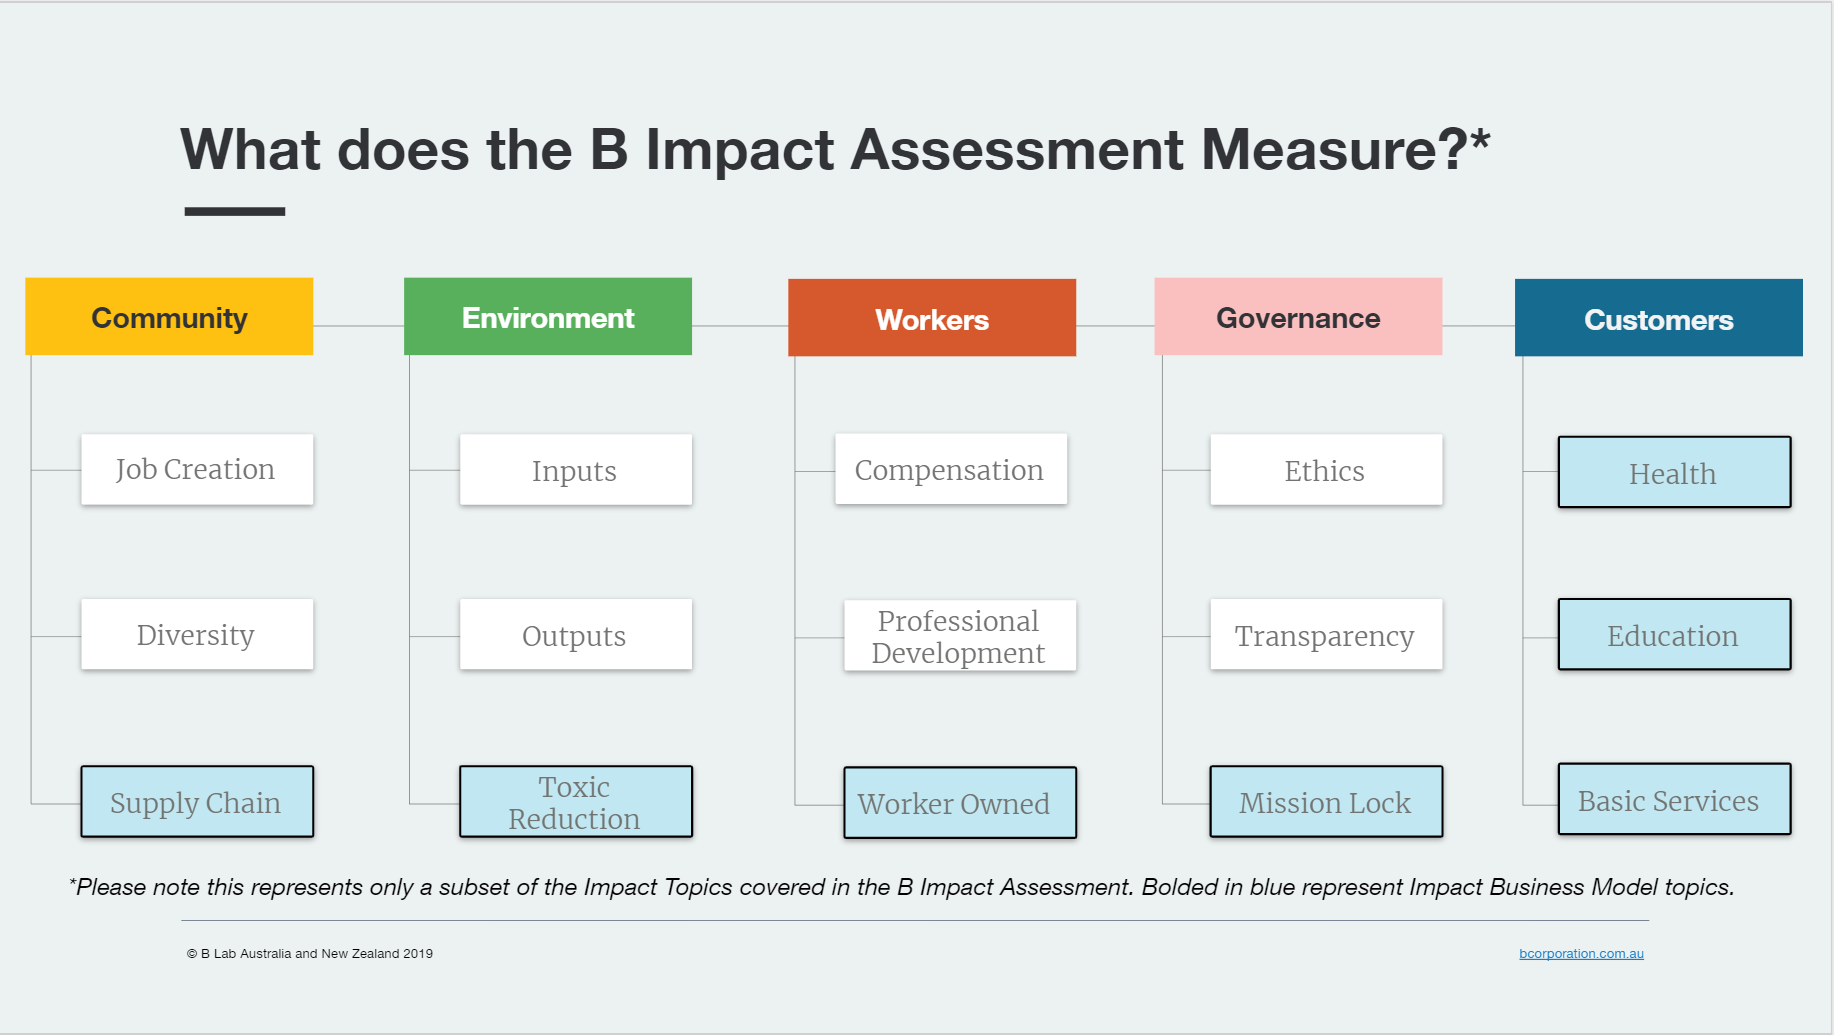 What does the B Impact Assessment Measure?*
Community
Environment
Workers
Governance
Customers
Job Creation
Inputs
Compensation
Ethics
Health
Diversity
Outputs
Professional
Development
Transparency
Education
Supply Chain
Toxic
Reduction
Worker Owned
Mission Lock
Basic Services
*Please note this represents only a subset of the Impact Topics covered in the B Impact Assessment. Bolded in blue represent Impact Business Model topics.
© B Lab Australia and New Zealand 2019
bcorporation.com.au